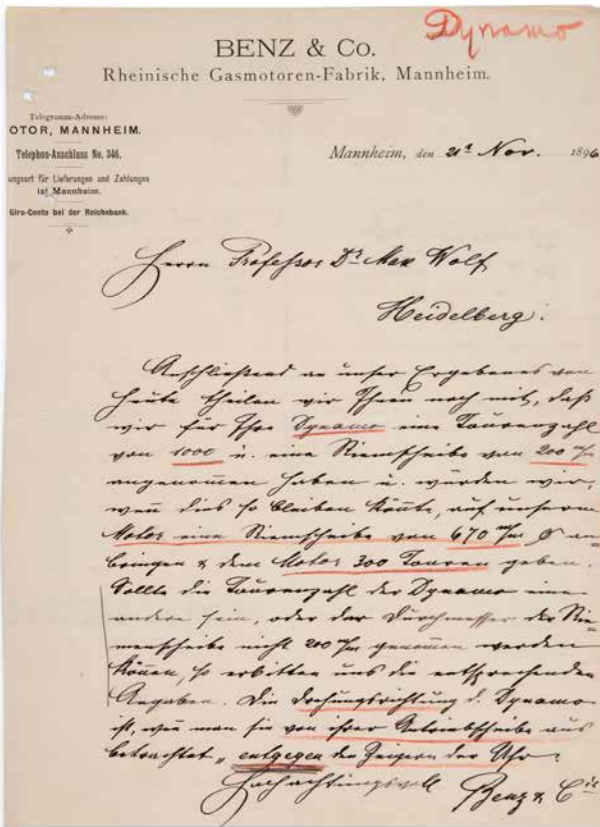 Dynamo
BENZ & Co.
Rheinische Gasmotoren-Fabrik, Mannheim.
Telegramm-Adresse:
OTOR, MANNHEIM.
Telephon-Anschluss No. 346.
ungsort für Lieferungen und Zahlungen
ist Mannheim.
Giro-Conto bei der Reichsbank.
Mannheim, den 21t Nov. 1896
Herrn Professor Dr Max Wolf
Heidelberg.
Anschließend an unser Ergebenes von
heute theilen wir Ihnen noch mit, daß
wir für Ihre Dynamo eine Tourenzahl
von 1000 u. eine Riemscheibe von 200 m/m
angenommen haben u. würden wir,
wenn dies so bleiben könnte, auf unserm
Motor eine Riemscheibe von 670 m/m ø an-
bringen & dem Motor 300 Touren geben.
Sollte die Tourenzahl der Dynamo eine
andere sein, oder der Durchmesser der Rie-
menscheibe nicht 200 m/m genommen werden
können, so erbitten uns die entsprechenden
Angaben. Die Drehungsrichtung d. Dynamo
ist, wenn man sie von ihrer Antriebscheibe aus
betrachtet „entgegen den Zeigern der Uhr.
Hochachtungsvoll
Benz & Cie